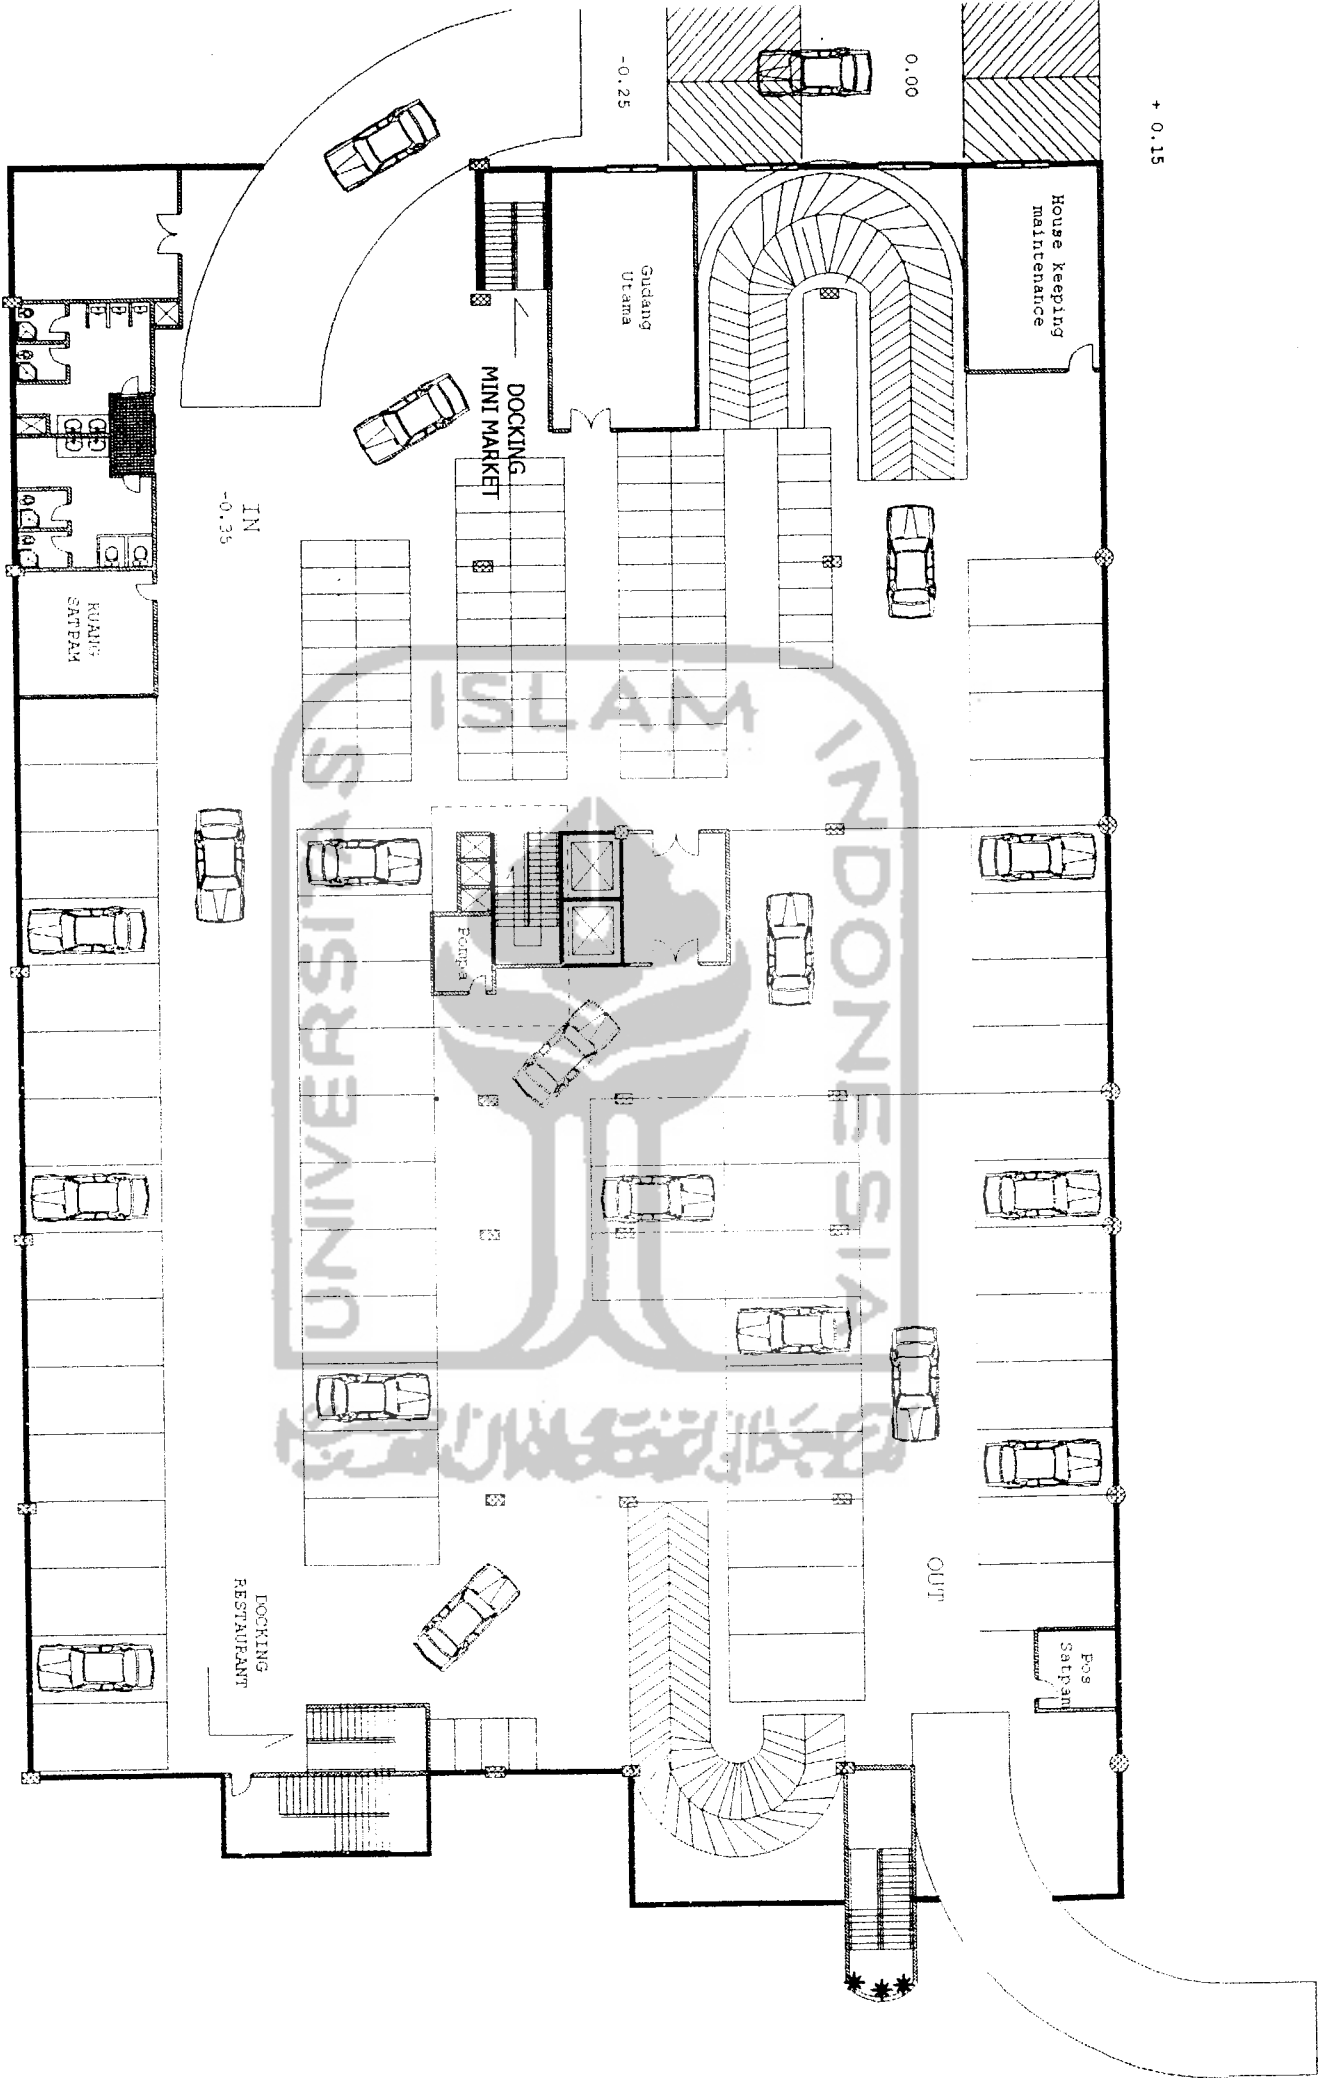 + 0.15
0.00
-0.25
House keeping
maintenance
Gudang
Utama
DOCKING
MINI MARKET
IN
-0.35
RUANG
SATPAM
Pompa
UNIVERSITAS
ISLAM
INDONESIA
OUT
Pos
Satpam
DOCKING
RESTAURANT